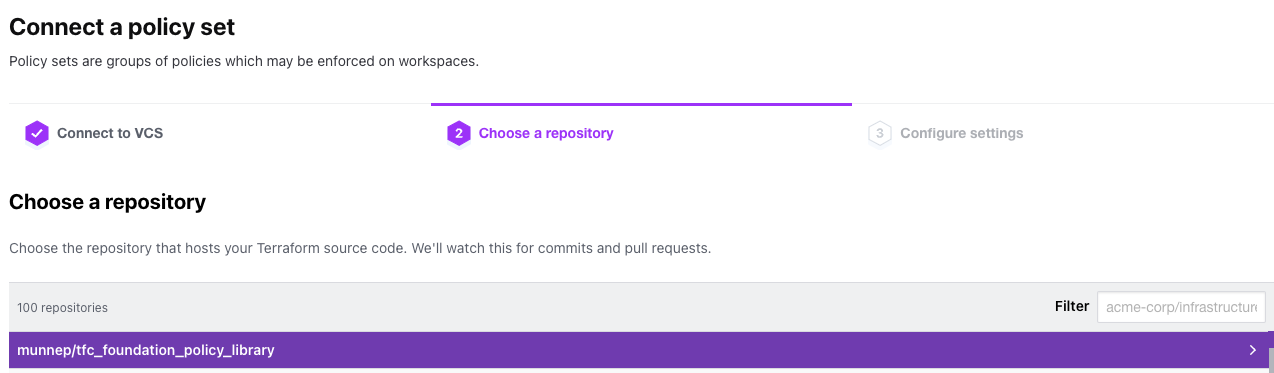 Connect a policy set
Policy sets are groups of policies which may be enforced on workspaces.
Connect to VCS
2 Choose a repository
3 Configure settings
Choose a repository
Choose the repository that hosts your Terraform source code. We'll watch this for commits and pull requests.
100 repositories
Filter acme-corp/infrastructure
munnep/tfc_foundation_policy_library